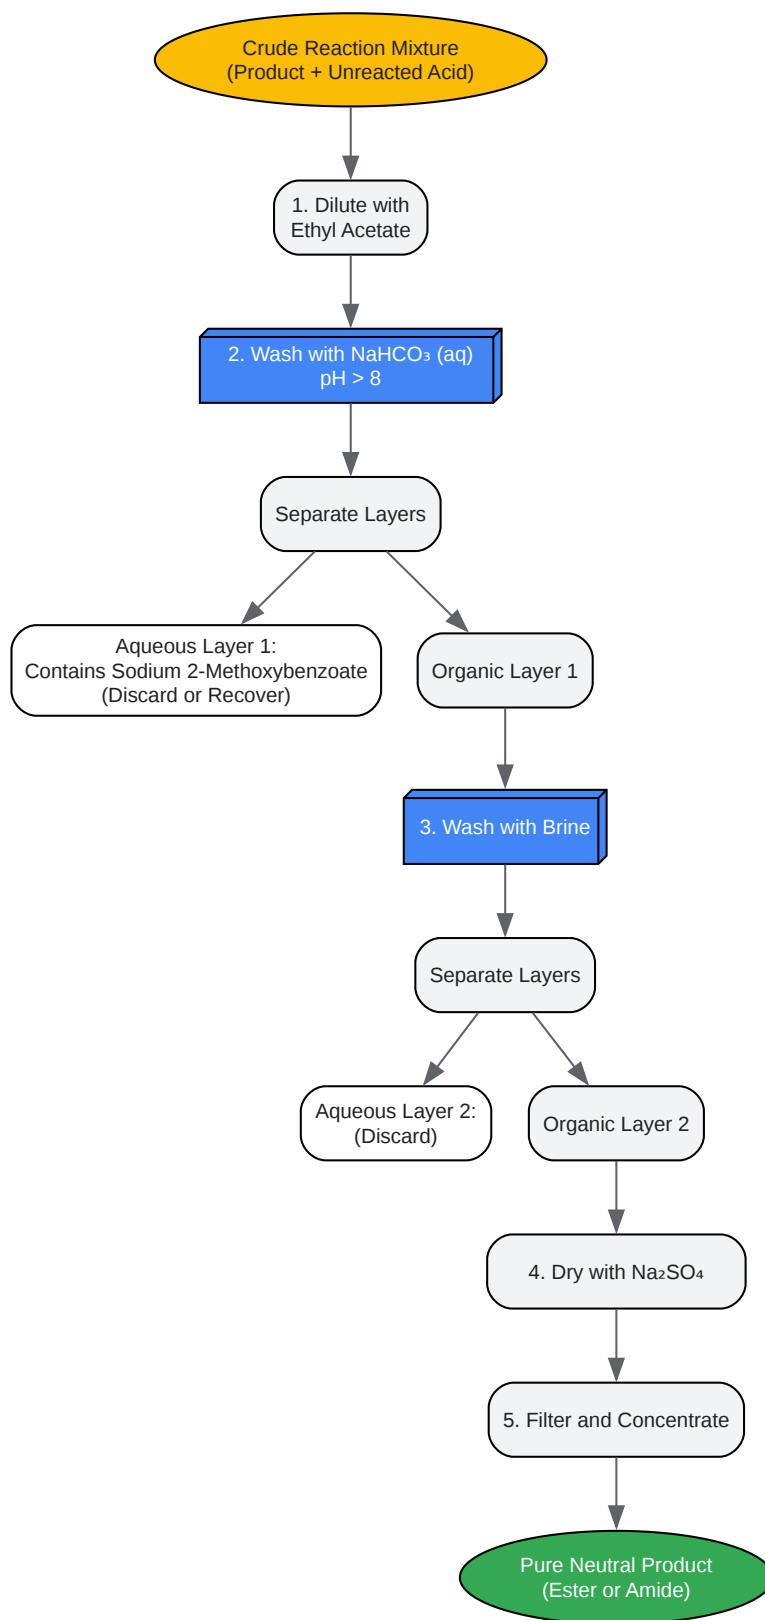 Crude Reaction Mixture
(Product + Unreacted Acid)
1. Dilute with
Ethyl Acetate
2. Wash with NaHCO₃ (aq)
pH > 8
Separate Layers
Aqueous Layer 1:
Contains Sodium 2-Methoxybenzoate
(Discard or Recover)
Organic Layer 1
3. Wash with Brine
Separate Layers
Aqueous Layer 2:
(Discard)
Organic Layer 2
4. Dry with Na₂SO₄
5. Filter and Concentrate
Pure Neutral Product
(Ester or Amide)